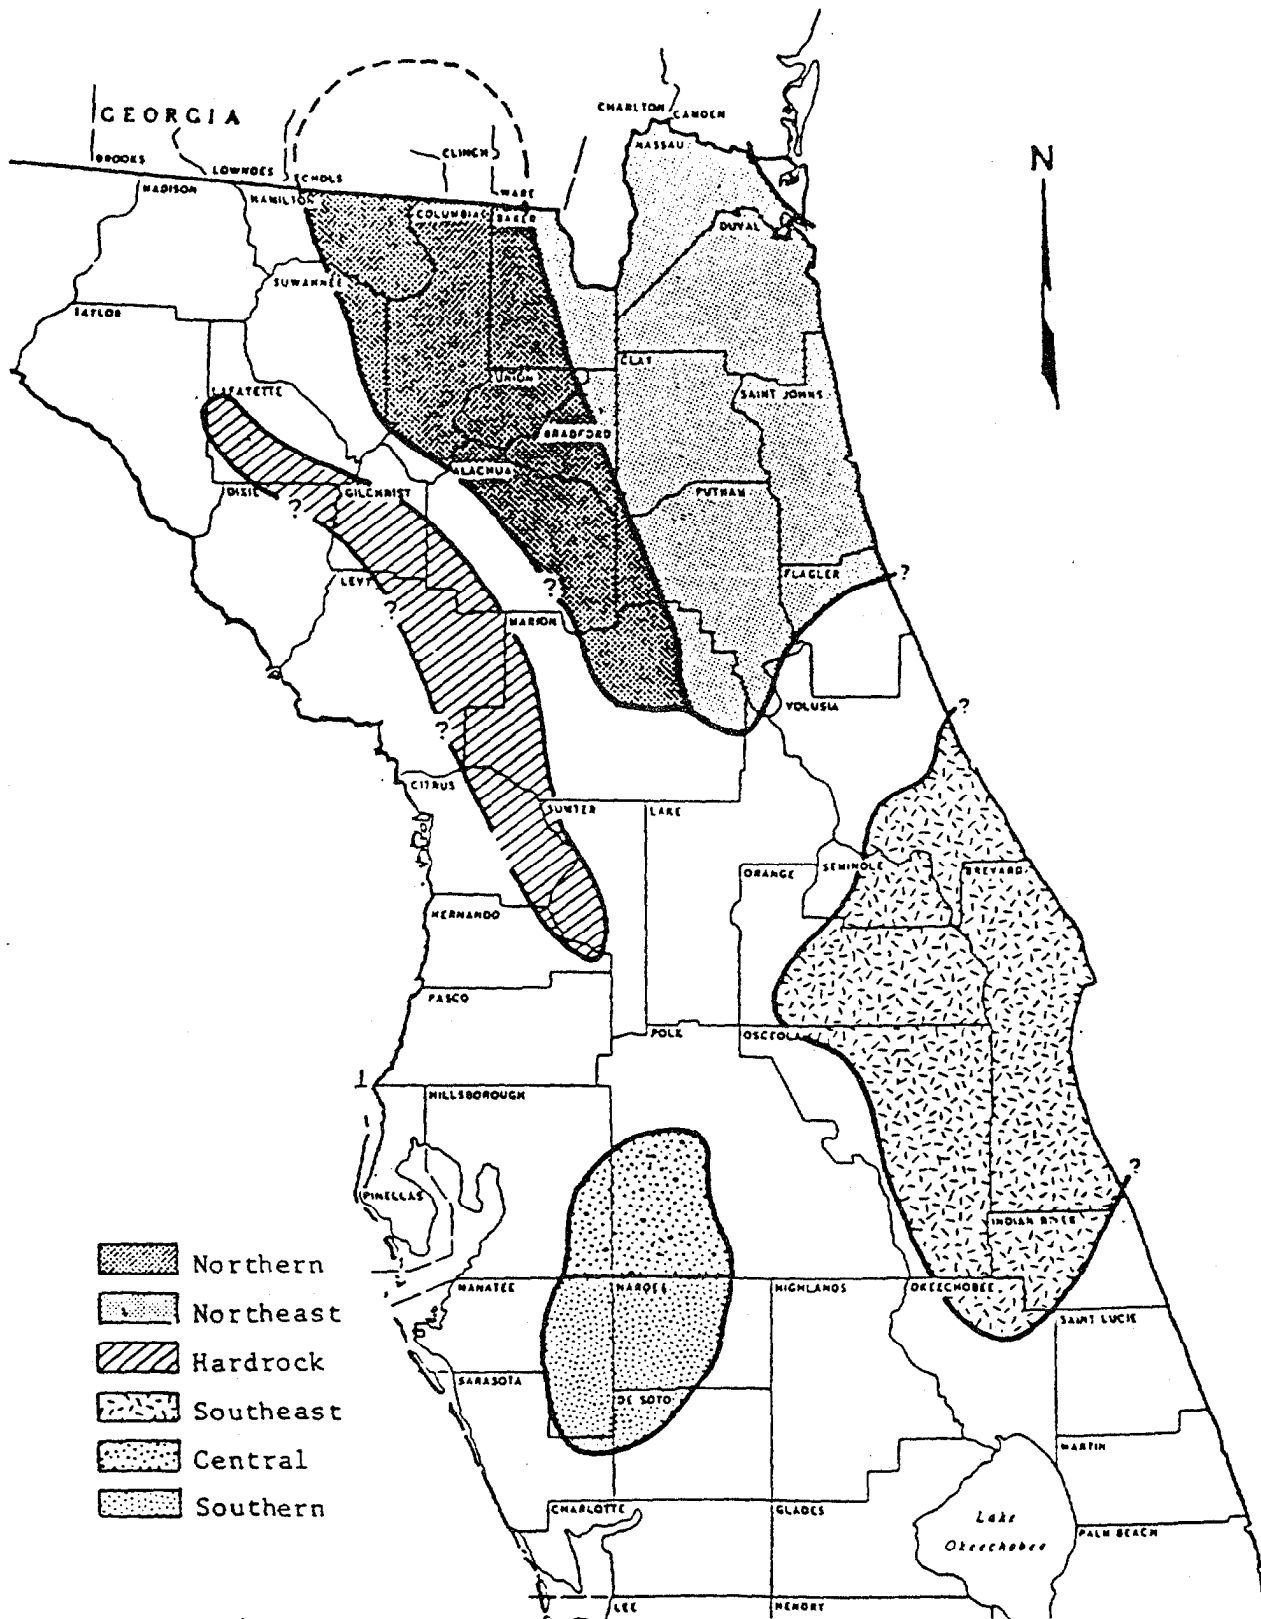 CHARLTON
CAMDEN
GEORGIA
NASSAU
CLINCH
N
BROOKS
LOWNDES
ECHOLS
WARE
MADISON
HAMILTON
COLUMBIA
BAKER
DUVAL
SUWANNEE
TAYLOR
CLAY
UNION
LAFAYETTE
SAINT JOHNS
BRADFORD
ALACHUA
DIXIE
GILCHRIST
PUTNAM
?
FLAGLER
?
LEVY
?
?
MARION
VOLUSIA
?
?
CITRUS
SUMTER
LAKE
ORANGE
SEMINOLE
BREVARD
HERNANDO
PASCO
POLK
OSCEOLA
HILLSBOROUGH
?
PINELLAS
INDIAN RIVER
Northern
MANATEE
HARDEE
HIGHLANDS
OKEECHOBEE
Northeast
SAINT LUCIE
Hardrock
SARASOTA
DE SOTO
Southeast
MARTIN
Central
Southern
CHARLOTTE
GLADES
Lake
Okeechobee
PALM BEACH
LEE
HENDRY